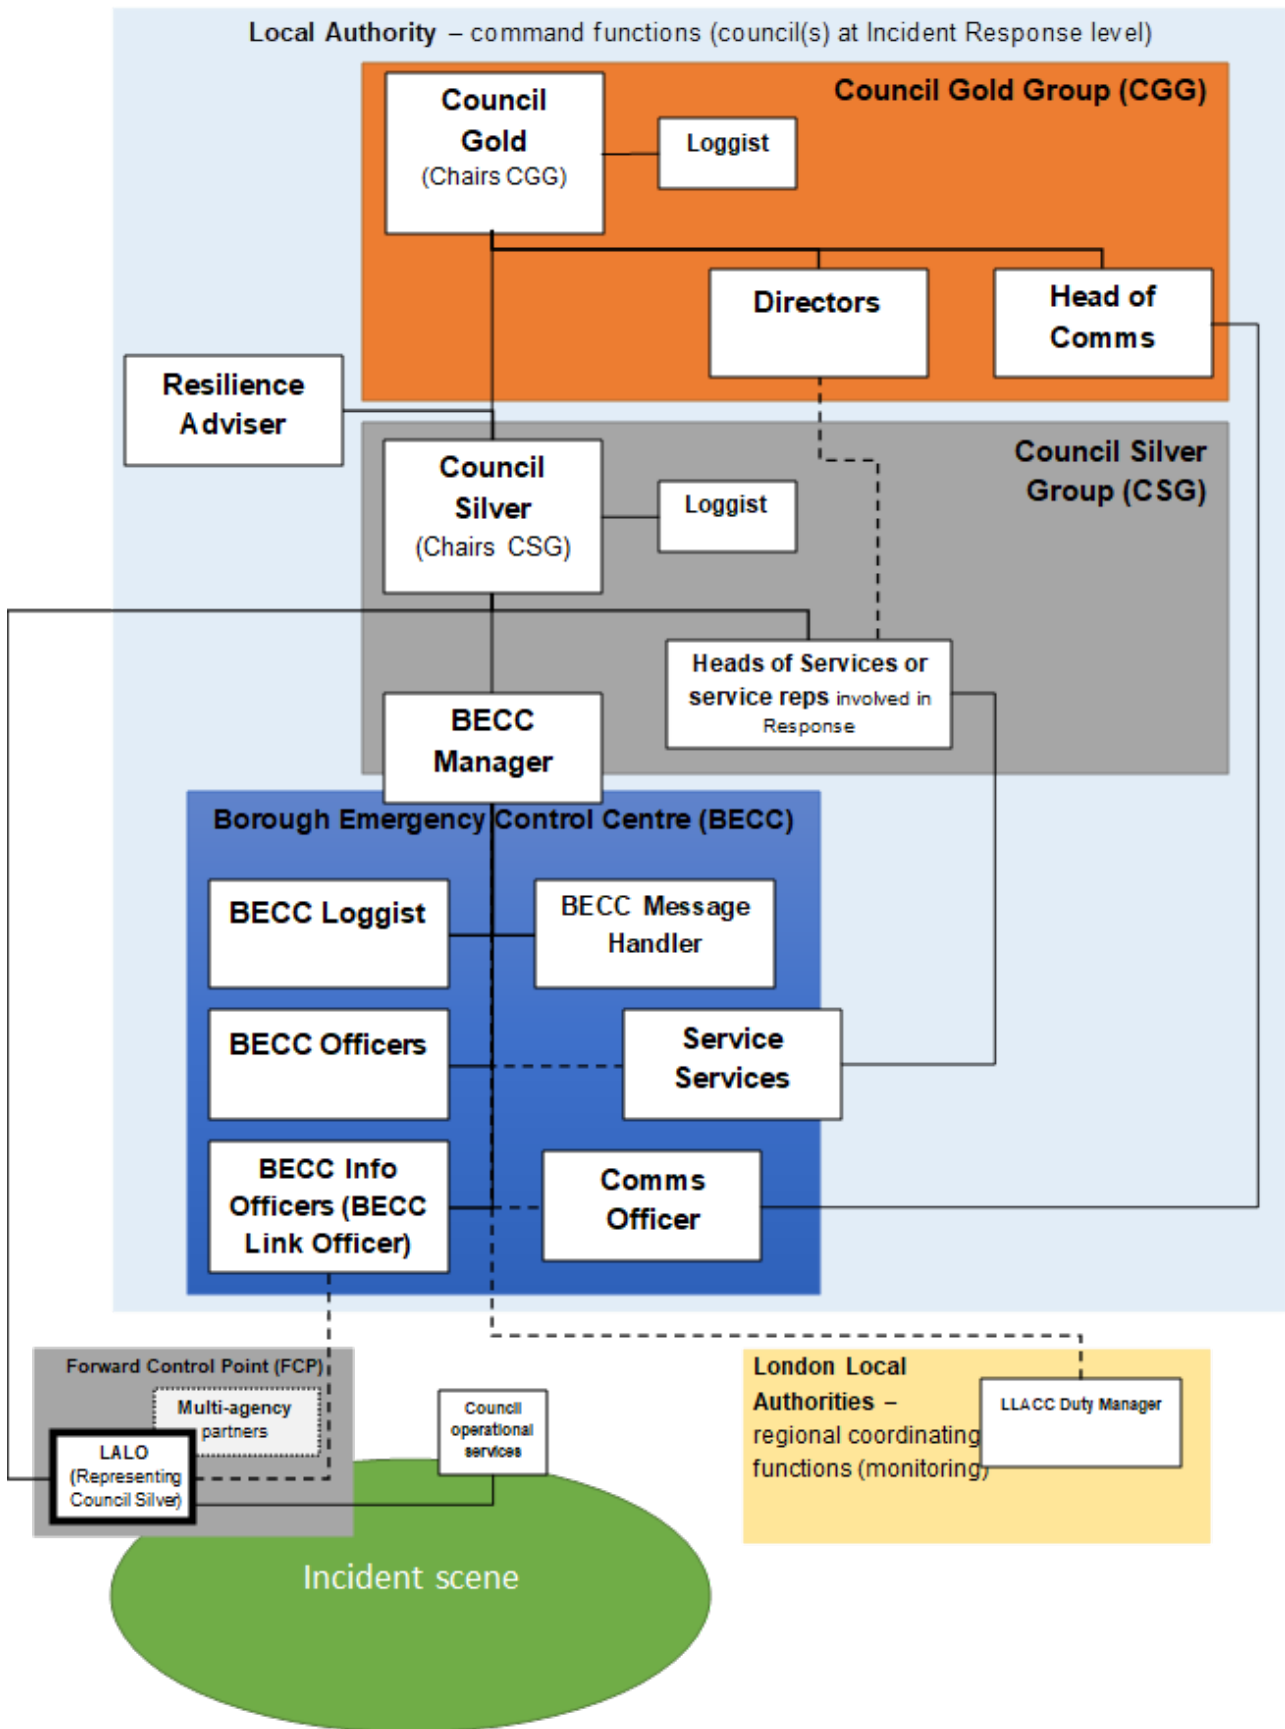 Local Authority – command functions (council(s) at Incident Response level)
Council Gold Group (CGG)
Council
Gold
(Chairs CGG)
Loggist
Directors
Head of
Comms
Resilience
Adviser
Council Silver
Group (CSG)
Council
Silver
(Chairs CSG)
Loggist
Heads of Services or
service reps involved in
Response
BECC
Manager
Borough Emergency Control Centre (BECC)
BECC Loggist
BECC Message
Handler
BECC Officers
Service
Services
BECC Info
Officers (BECC
Link Officer)
Comms
Officer
Forward Control Point (FCP)
Multi-agency
partners
LALO
(Representing
Council Silver)
Council
operational
services
London Local
Authorities –
regional coordinating
functions (monitoring)
LLACC Duty Manager
Incident scene